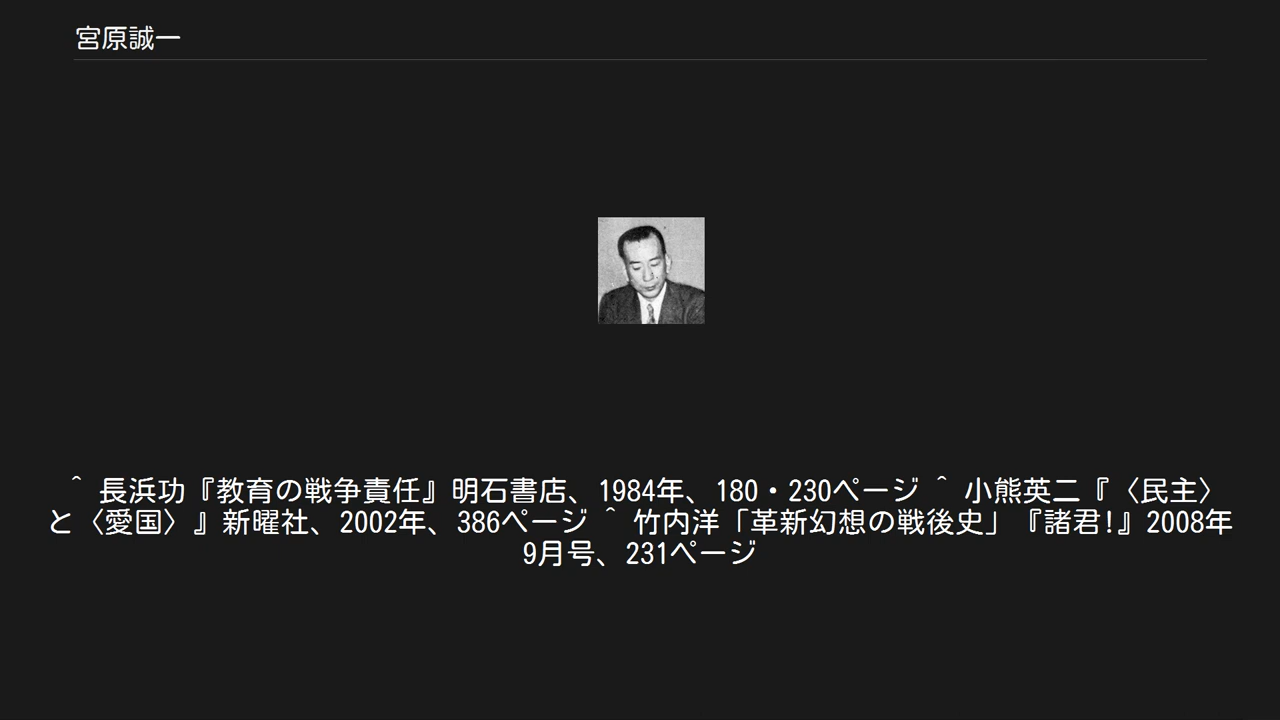 宮原誠一
^ 長浜功『教育の戦争責任』明石書店、1984年、180・230ページ ^ 小熊英二『〈民主〉
と〈愛国〉』新曜社、2002年、386ページ ^ 竹内洋「革新幻想の戦後史」『諸君!』2008年
9月号、231ページ